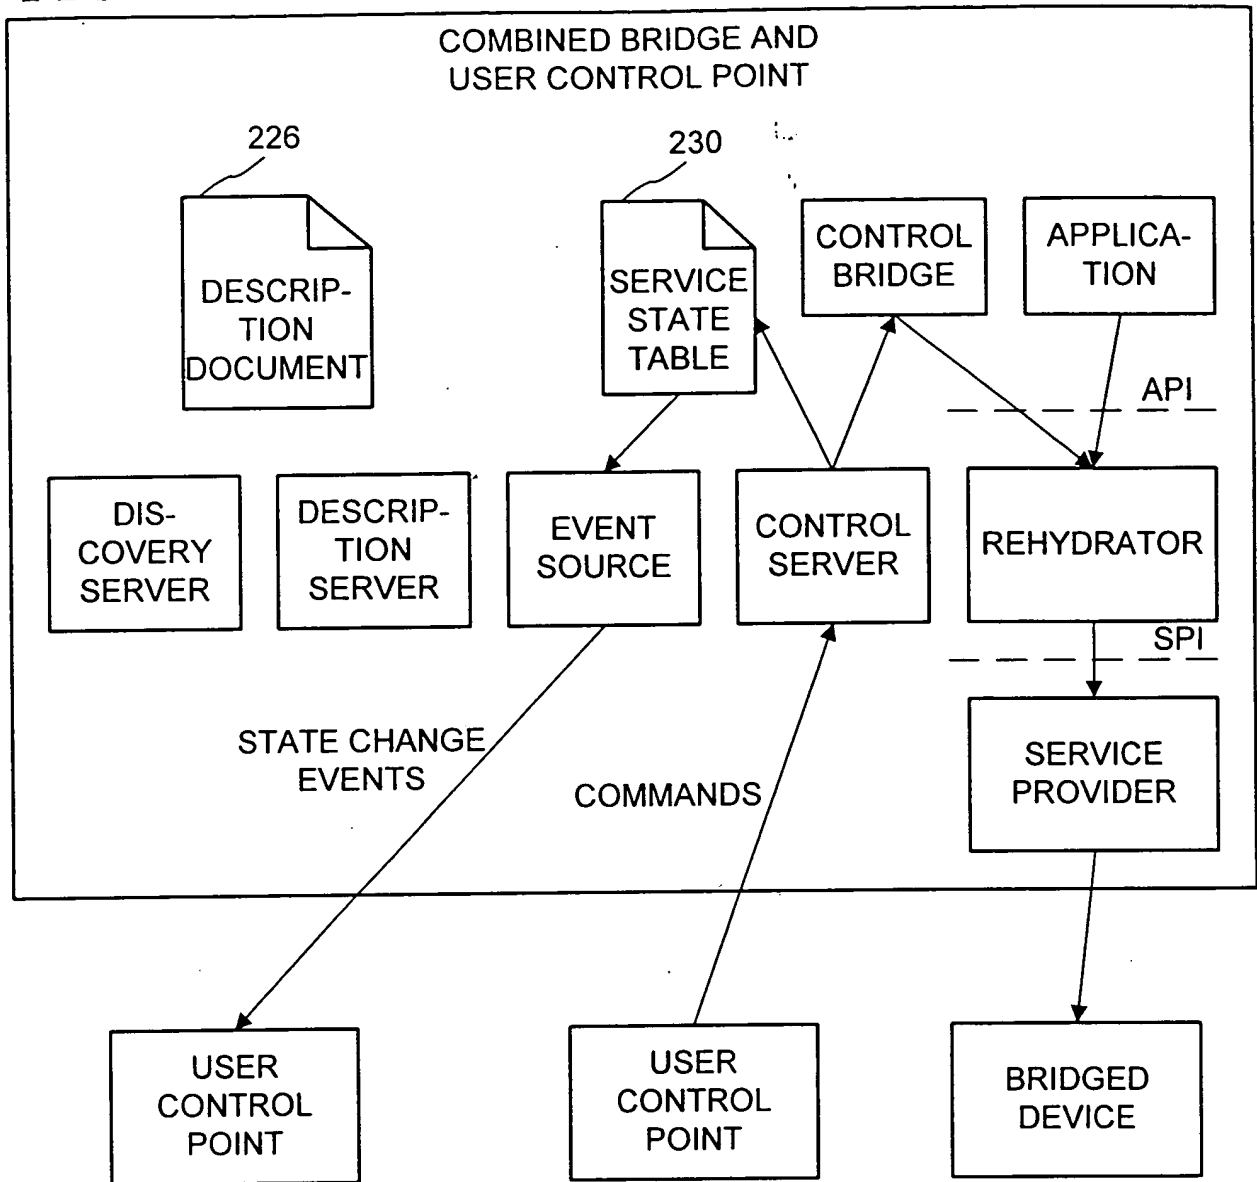 COMBINED BRIDGE AND
USER CONTROL POINT
226
230
DESCRIP-
TION
DOCUMENT
SERVICE
STATE
TABLE
CONTROL
BRIDGE
APPLICA-
TION
API
DIS-
COVERY
SERVER
DESCRIP-
TION
SERVER
EVENT
SOURCE
CONTROL
SERVER
REHYDRATOR
SPI
STATE CHANGE
EVENTS
COMMANDS
SERVICE
PROVIDER
USER
CONTROL
POINT
USER
CONTROL
POINT
BRIDGED
DEVICE